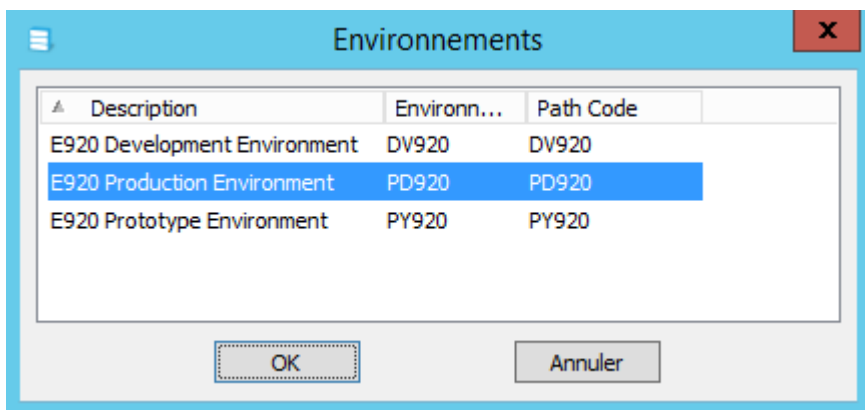 Environnements
x
Description Environn... Path Code
E920 Development Environment DV920 DV920
E920 Production Environment PD920 PD920
E920 Prototype Environment PY920 PY920
OK Annuler